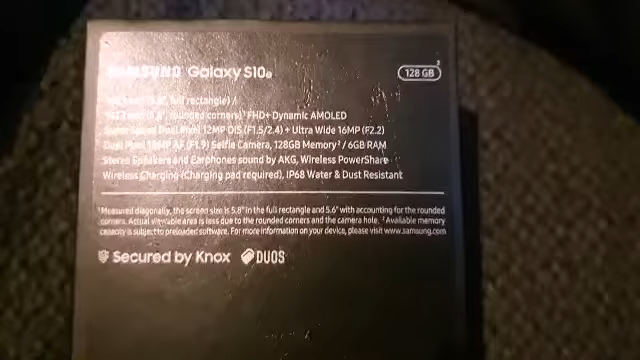 SAMSUNG Galaxy S10e
128 GB²
(5.8", full rectangle) /
(5.6", rounded corners)¹ FHD+ Dynamic AMOLED
Super Speed Dual Pixel 12MP OIS (F1.5/2.4) + Ultra Wide 16MP (F2.2)
Dual Pixel 10MP AF (F1.9) Selfie Camera, 128GB Memory² / 6GB RAM
Stereo Speakers and Earphones sound by AKG, Wireless PowerShare
Wireless Charging (Charging pad required), IP68 Water & Dust Resistant
¹Measured diagonally, the screen size is 5.8" in the full rectangle and 5.6" with accounting for the rounded
corners. Actual viewable area is less due to the rounded corners and the camera hole. ²Available memory
capacity is subject to preloaded software. For more information on your device, please visit www.samsung.com
Secured by Knox DUOS